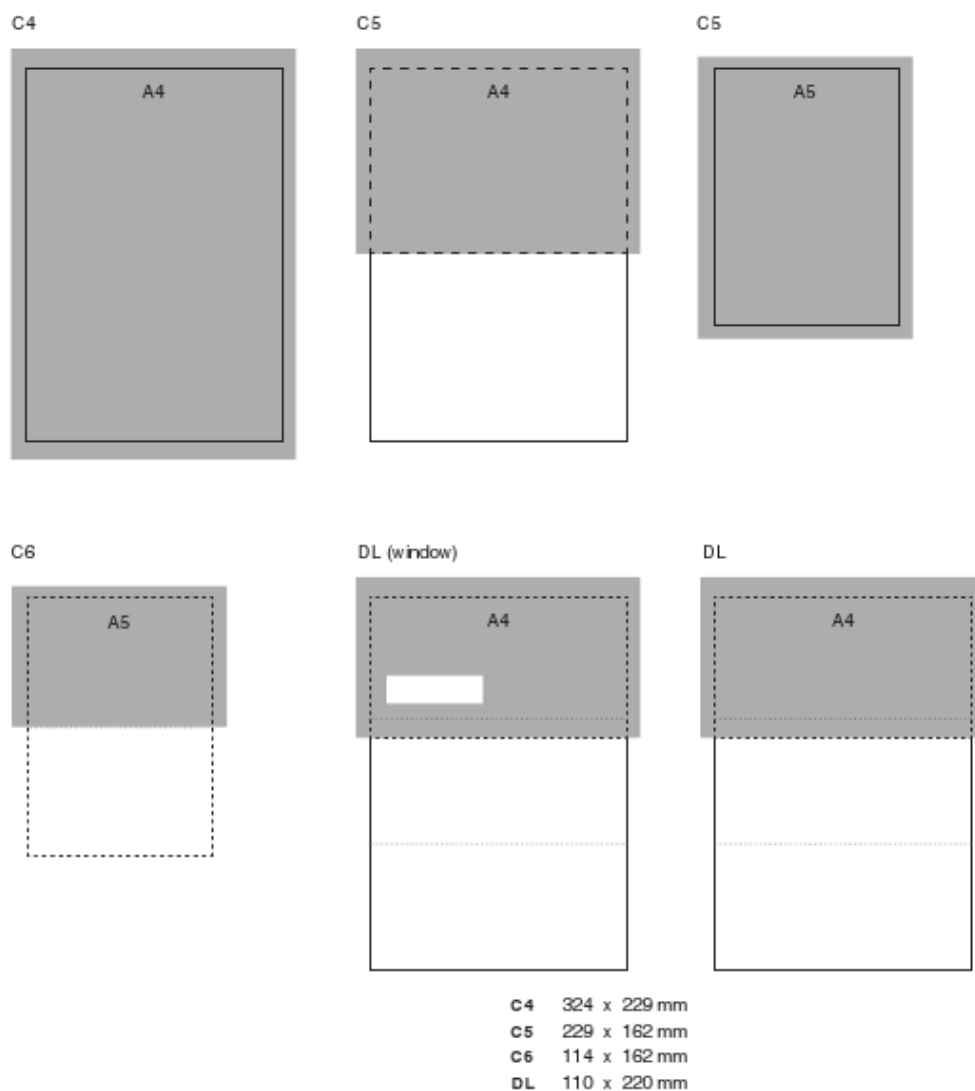 C4
C5
C5
A4
A4
A5
C6
DL (window)
DL
A5
A4
A4
C4 324 x 229 mm
C5 229 x 162 mm
C6 114 x 162 mm
DL 110 x 220 mm